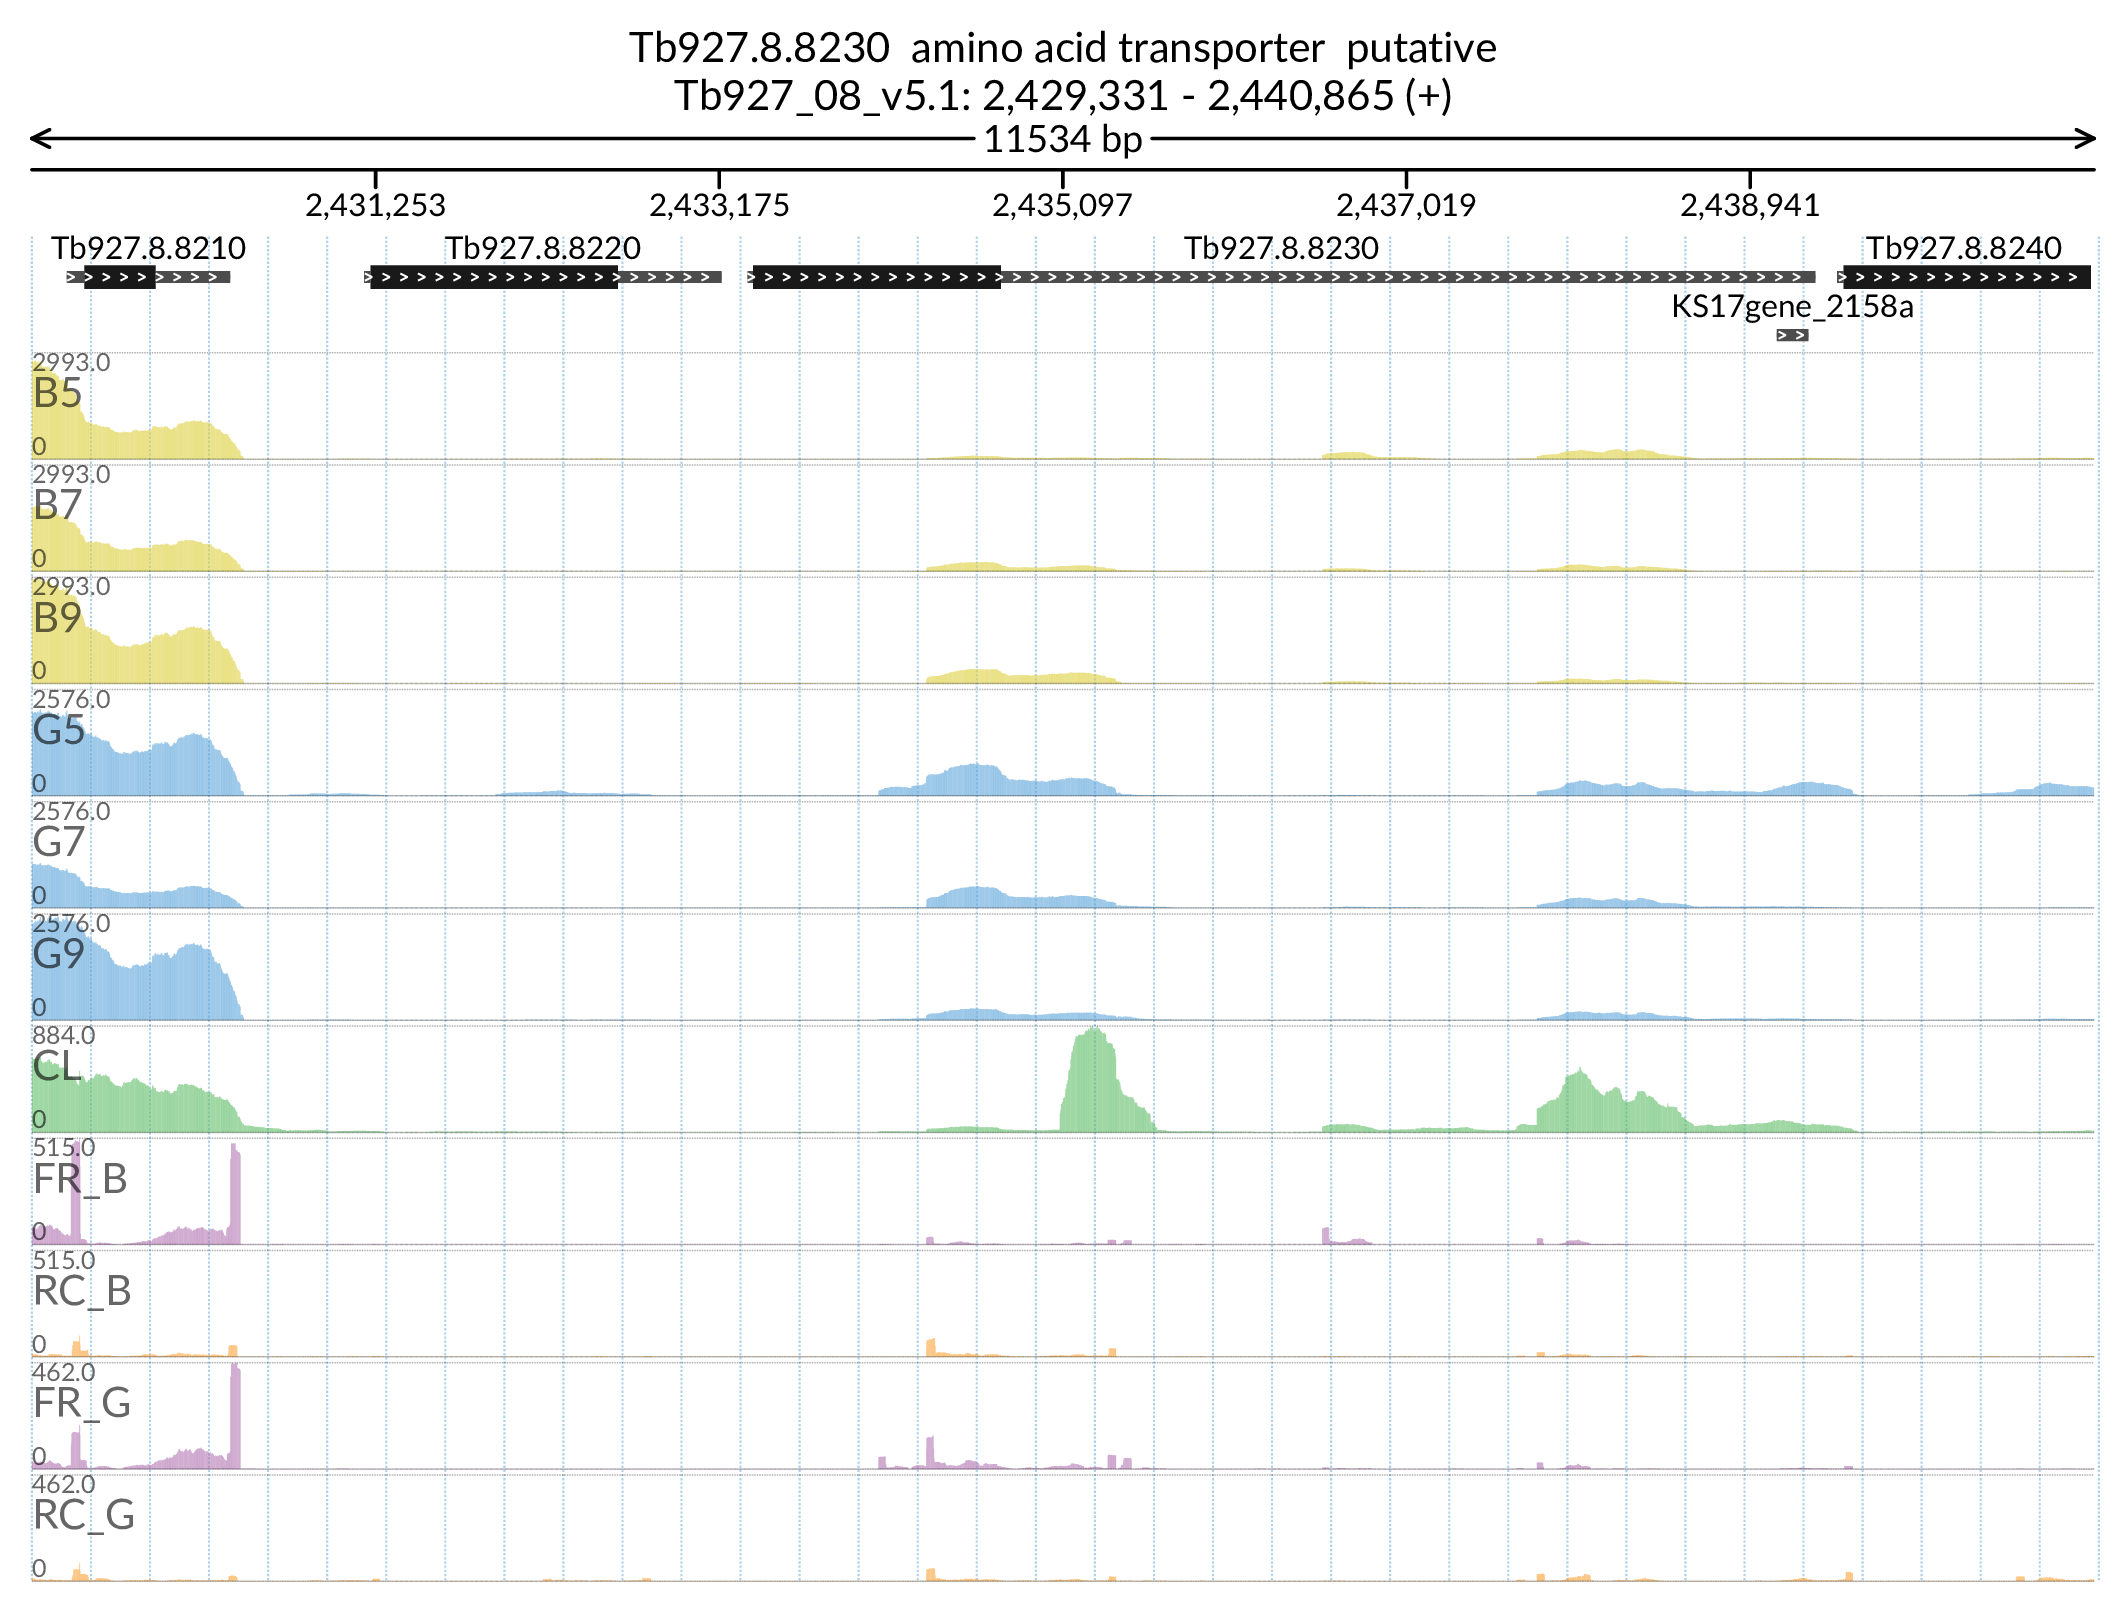 Tb927.8.8230 amino acid transporter putative
Tb927_08_v5.1: 2,429,331 - 2,440,865 (+)
11534 bp
2,431,253 2,433,175 2,435,097 2,437,019 2,438,941
Tb927.8.8210 Tb927.8.8220 Tb927.8.8230 Tb927.8.8240
KS17gene_2158a
2993.0
B5
0
2993.0
B7
0
2993.0
B9
0
2576.0
G5
0
2576.0
G7
0
2576.0
G9
0
884.0
CL
0
515.0
FR_B
0
515.0
RC_B
0
462.0
FR_G
0
462.0
RC_G
0